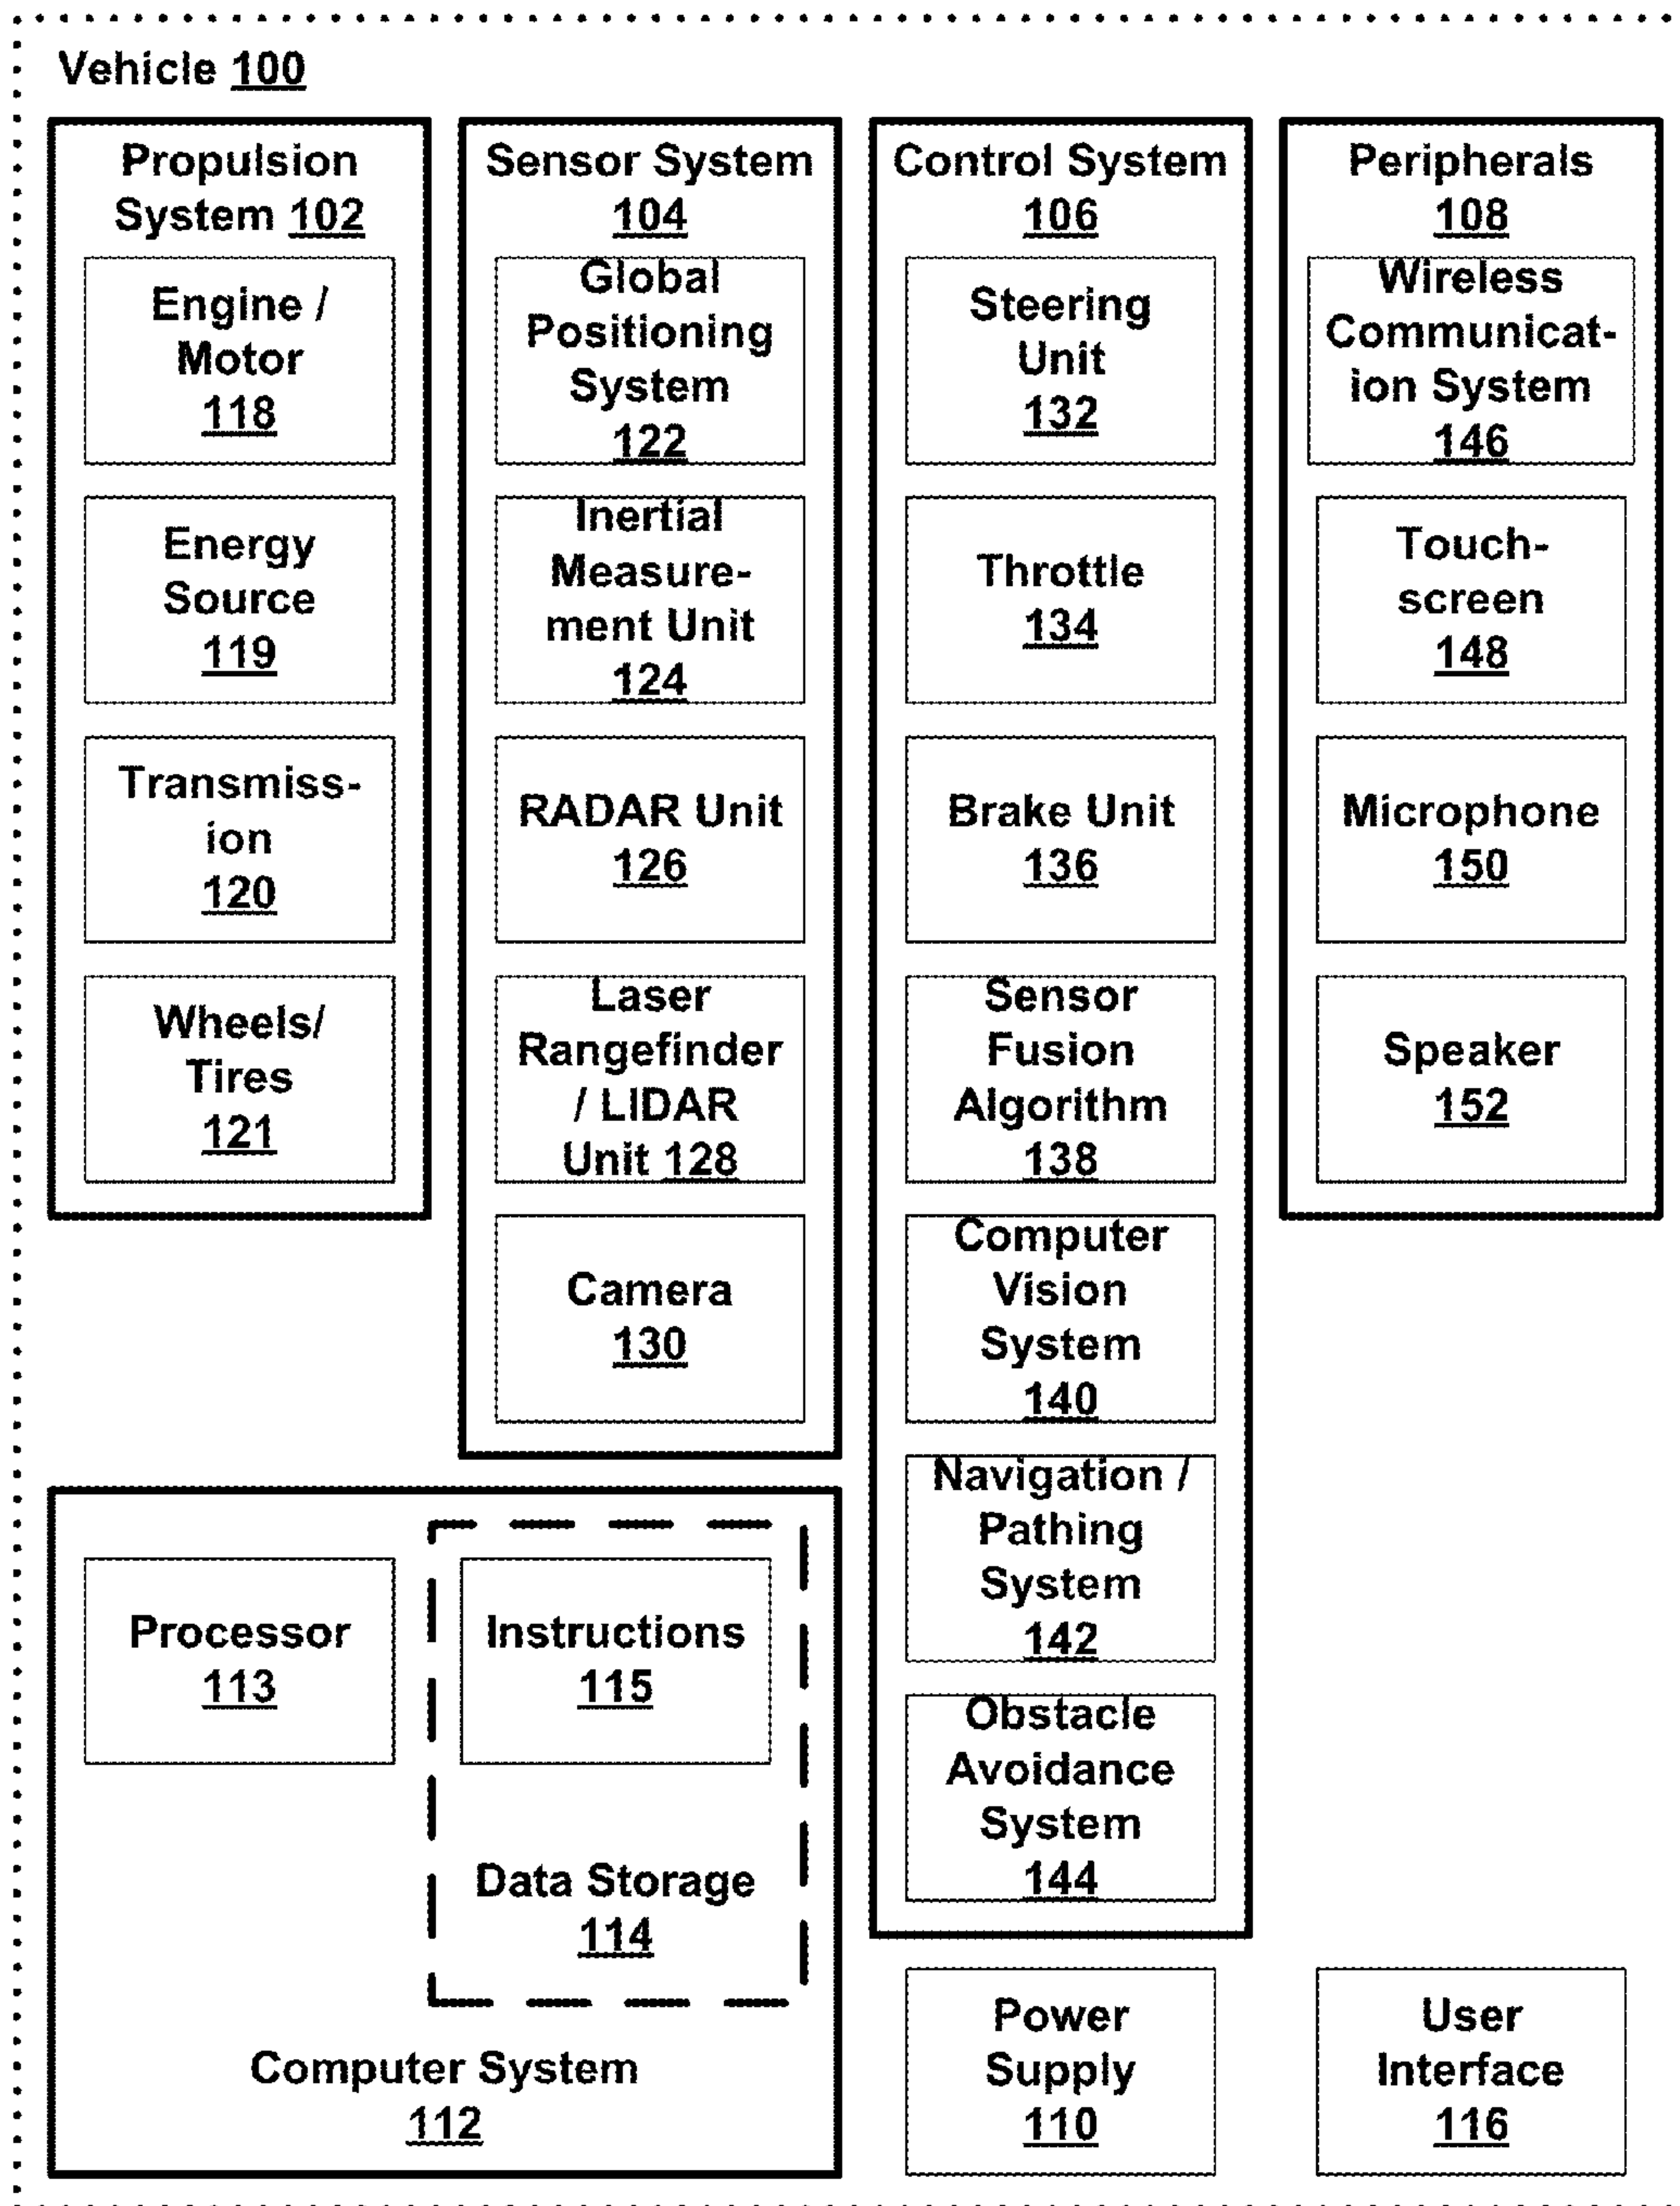 Vehicle 100
Propulsion
System 102
Engine /
Motor
118
Energy
Source
119
Transmiss-
ion
120
Wheels/
Tires
121
Sensor System
104
Global
Positioning
System
122
Inertial
Measure-
ment Unit
124
RADAR Unit
126
Laser
Rangefinder
/ LIDAR
Unit 128
Camera
130
Control System
106
Steering
Unit
132
Throttle
134
Brake Unit
136
Sensor
Fusion
Algorithm
138
Computer
Vision
System
140
Navigation /
Pathing
System
142
Obstacle
Avoidance
System
144
Peripherals
108
Wireless
Communicat-
ion System
146
Touch-
screen
148
Microphone
150
Speaker
152
Processor
113
Instructions
115
Data Storage
114
Computer System
112
Power
Supply
110
User
Interface
116